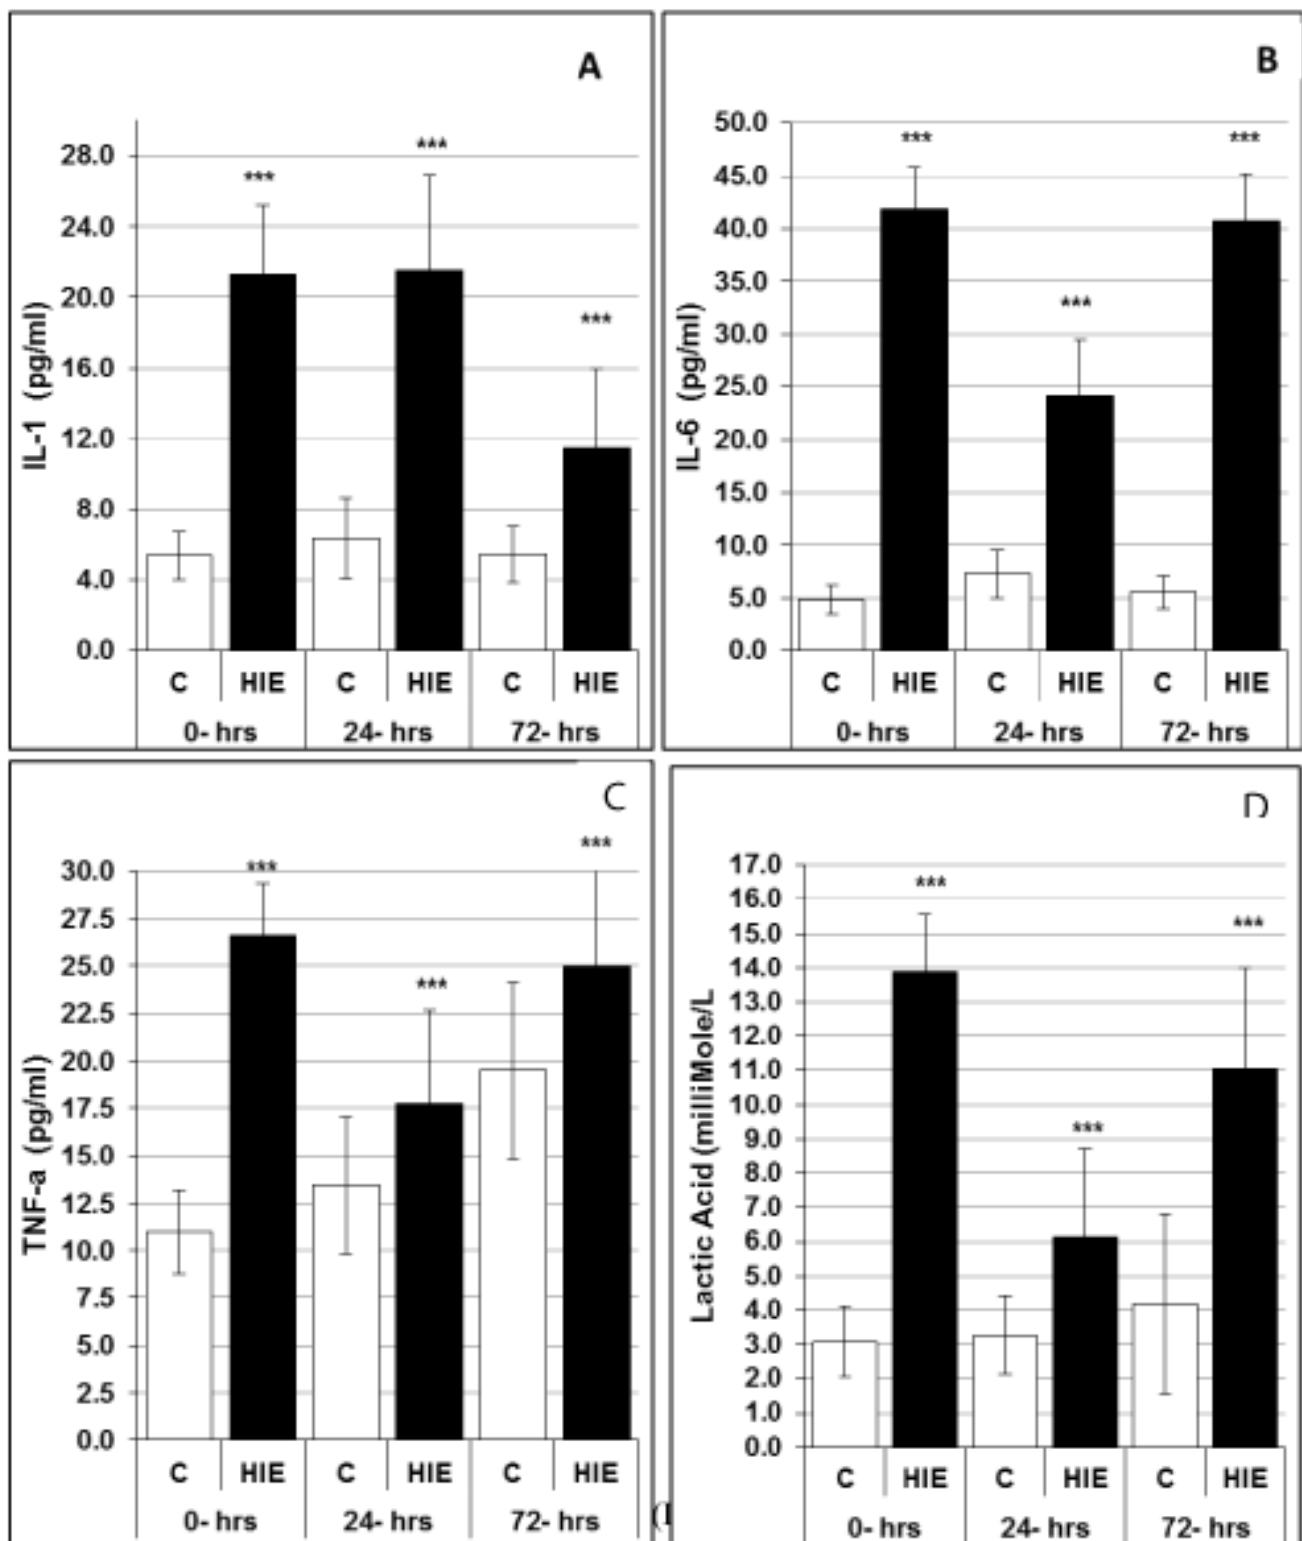 A
28.0
24.0
20.0
16.0
12.0
8.0
4.0
0.0
IL-1 (pg/ml)
*** *** ***
C HIE C HIE C HIE
0- hrs 24- hrs 72- hrs
B
50.0
45.0
40.0
35.0
30.0
25.0
20.0
15.0
10.0
5.0
0.0
IL-6 (pg/ml)
*** *** ***
C HIE C HIE C HIE
0- hrs 24- hrs 72- hrs
C
30.0
27.5
25.0
22.5
20.0
17.5
15.0
12.5
10.0
7.5
5.0
2.5
0.0
TNF-a (pg/ml)
*** *** ***
C HIE C HIE C HIE
0- hrs 24- hrs 72- hrs
D
17.0
16.0
15.0
14.0
13.0
12.0
11.0
10.0
9.0
8.0
7.0
6.0
5.0
4.0
3.0
2.0
1.0
0.0
Lactic Acid (milliMole/L
*** *** ***
C HIE C HIE C HIE
0- hrs 24- hrs 72- hrs